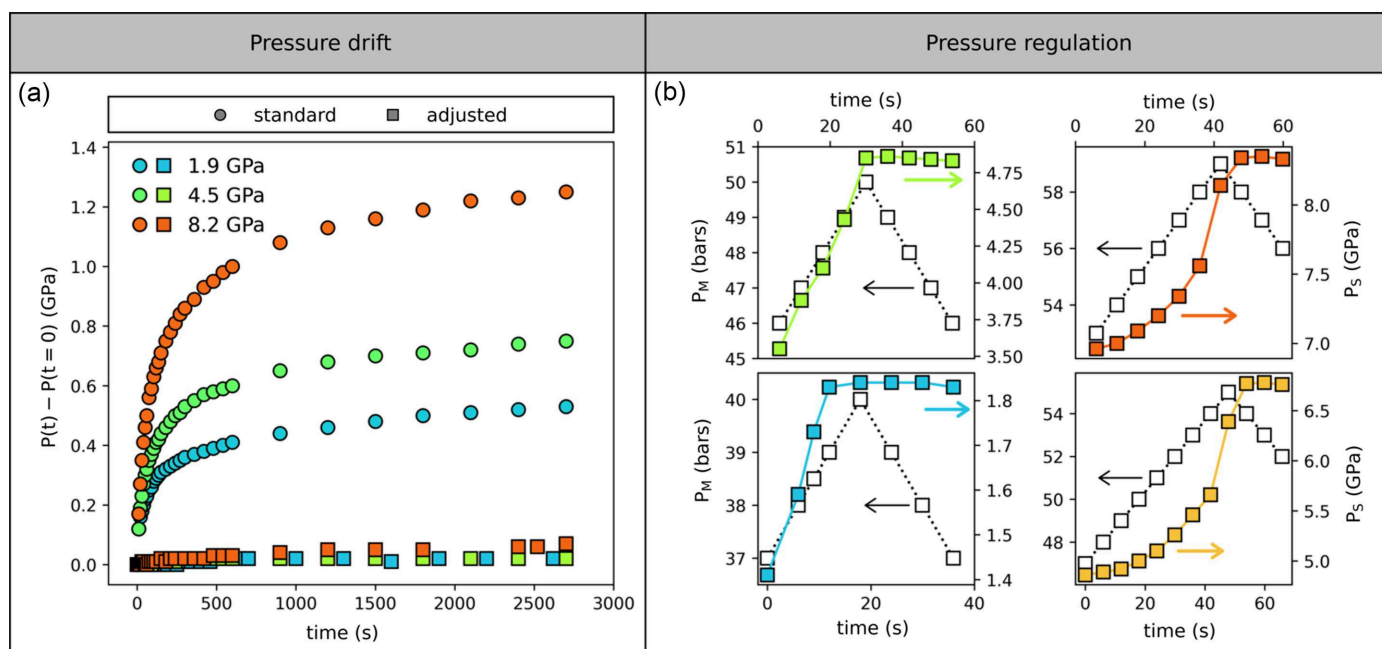 Pressure drift
Pressure regulation
(a)
standard adjusted
1.9 GPa
4.5 GPa
8.2 GPa
P(t) − P(t = 0) (GPa)
1.4
1.2
1.0
0.8
0.6
0.4
0.2
0.0
0 500 1000 1500 2000 2500 3000
time (s)
(b)
time (s)
0 20 40 60
P_M (bars)
51
50
49
48
47
46
45
4.75
4.50
4.25
4.00
3.75
3.50
time (s)
0 20 40 60
58
56
54
8.0
7.5
7.0
P_S (GPa)
P_M (bars)
40
39
38
37
1.8
1.7
1.6
1.5
1.4
0 20 40
time (s)
54
52
50
48
6.5
6.0
5.5
5.0
P_S (GPa)
0 20 40 60
time (s)